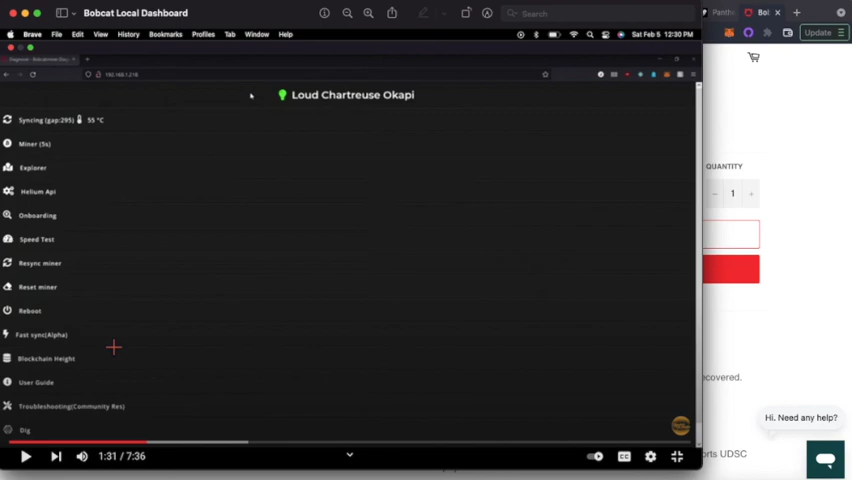 Bobcat Local Dashboard
Search
Panth
Bol
Brave File Edit View History Bookmarks Profiles Tab Window Help
Sat Feb 5 12:30 PM
Update
192.168.1.218
Loud Chartreuse Okapi
Syncing (gap:295) 55 °C
Miner (5s)
Explorer
Helium Api
Onboarding
Speed Test
Resync miner
Reset miner
Reboot
Fast sync(Alpha)
Blockchain Height
User Guide
Troubleshooting(Community Res)
Dig
1:31 / 7:36
CC
QUANTITY
− 1 +
ecovered.
Hi. Need any help?
orts UDSC